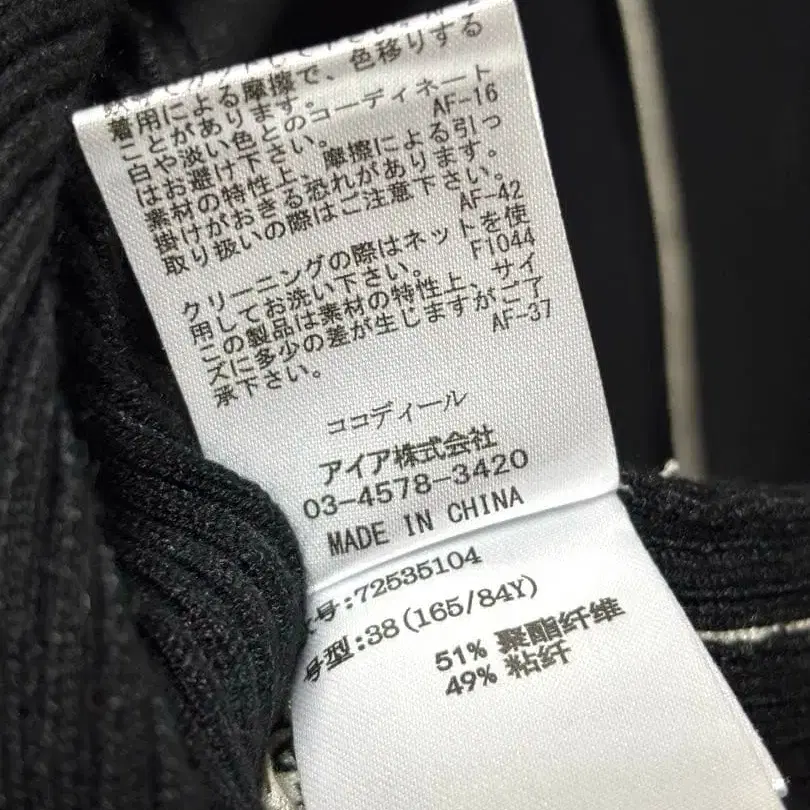 着用による摩擦で、色移りする
ことがあります。
白や淡い色とのコーディネート
はお避け下さい。 AF-16
素材の特性上、摩擦による引っ
掛けがおきる恐れがあります。
取り扱いの際はご注意下さい。
AF-42
クリーニングの際はネットを使
用してお洗い下さい。 F1044
この製品は素材の特性上、サイ
ズに多少の差が生じますがご了
承下さい。 AF-37
ココディール
アイア株式会社
03-4578-3420
MADE IN CHINA
号:72535104
号型:38(165/84Y)
51% 聚酯纤维
49% 粘纤